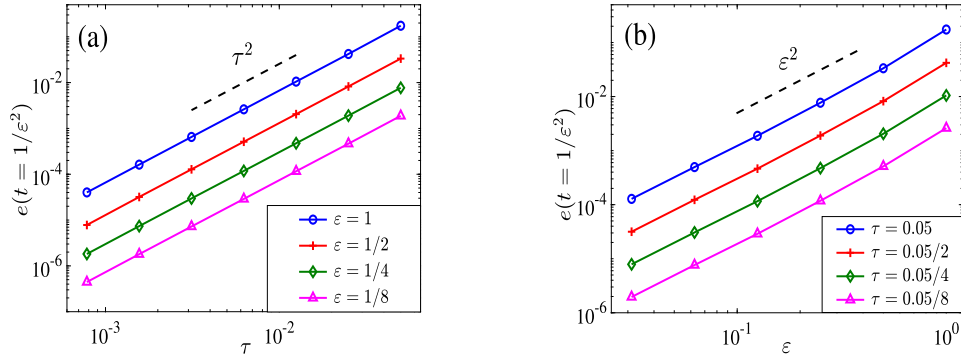 (a)
τ²
10⁻²
10⁻⁴
10⁻⁶
e(t = 1/ε²)
ε = 1
ε = 1/2
ε = 1/4
ε = 1/8
10⁻³
10⁻²
τ
(b)
ε²
10⁻²
10⁻⁴
10⁻⁶
e(t = 1/ε²)
τ = 0.05
τ = 0.05/2
τ = 0.05/4
τ = 0.05/8
10⁻¹
10⁰
ε